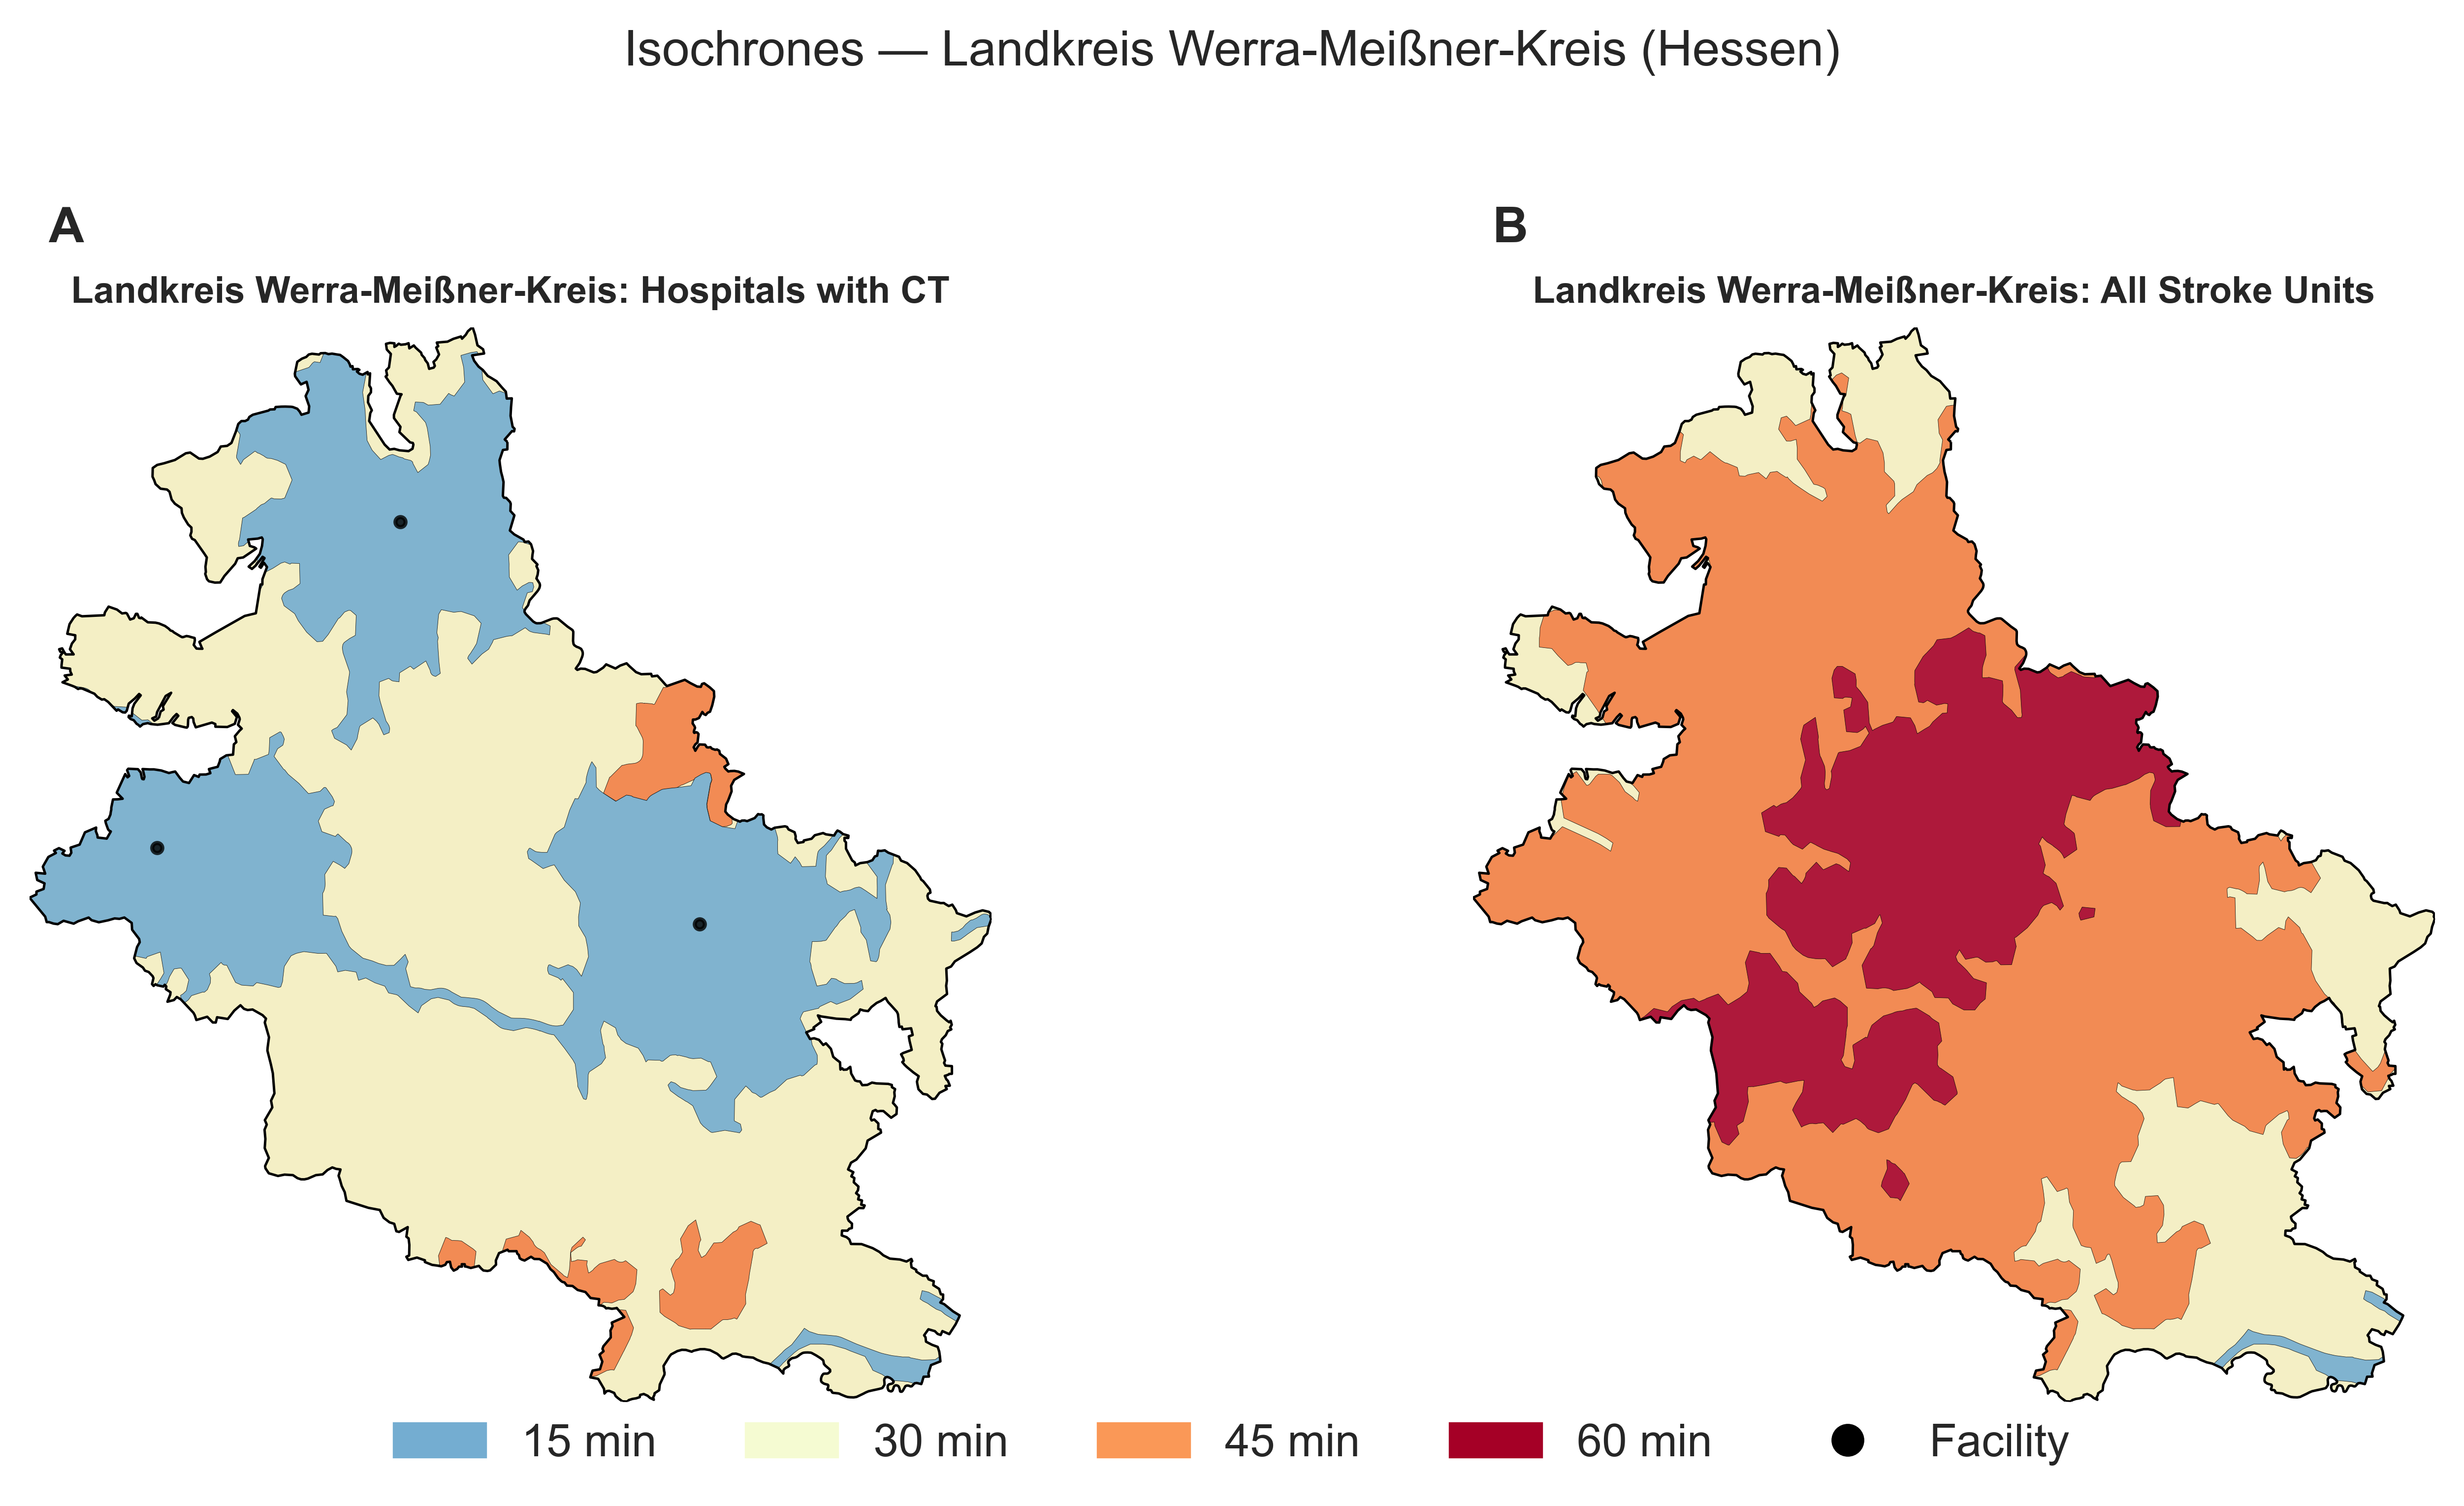 Isochrones — Landkreis Werra-Meißner-Kreis (Hessen)
A
Landkreis Werra-Meißner-Kreis: Hospitals with CT
B
Landkreis Werra-Meißner-Kreis: All Stroke Units
15 min
30 min
45 min
60 min
Facility